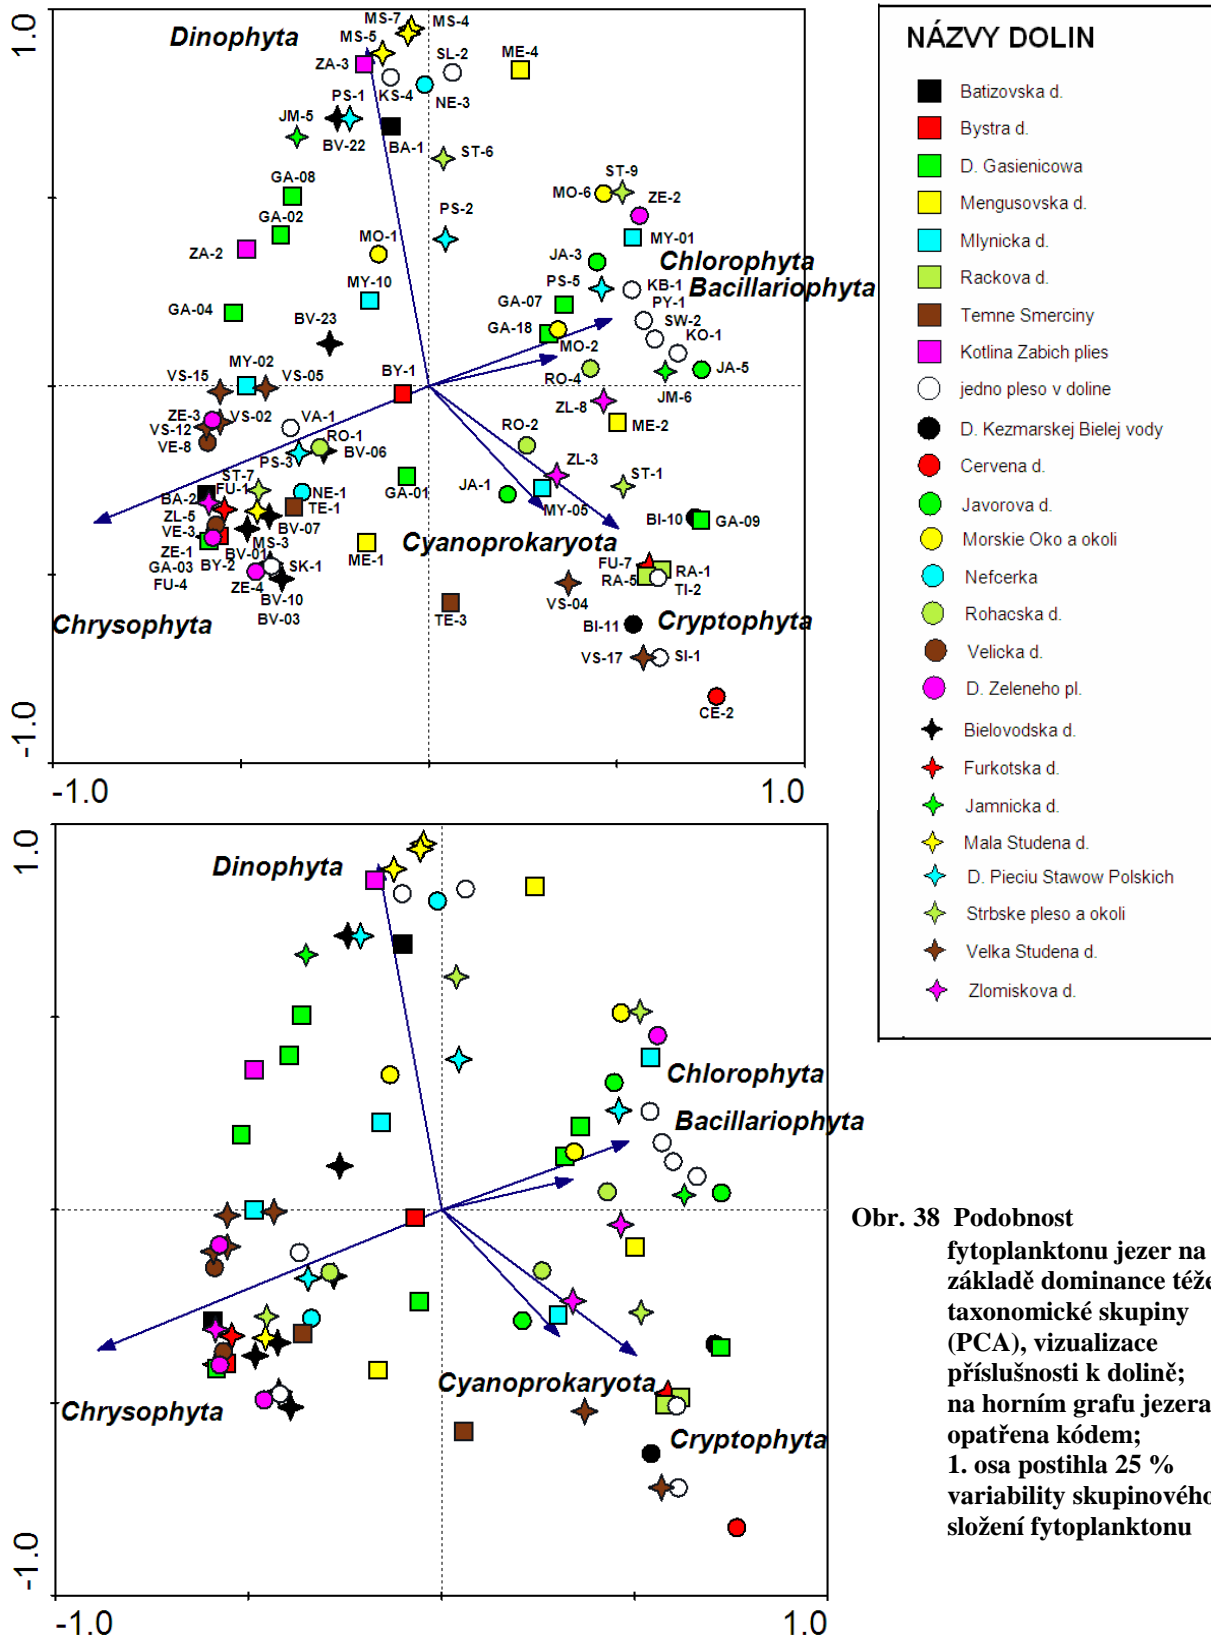 1.0
-1.0
-1.0
1.0
Dinophyta
MS-7
MS-4
MS-5
SL-2
ME-4
ZA-3
KS-4
NE-3
PS-1
JM-5
BV-22
BA-1
ST-6
GA-08
ST-9
MO-6
ZE-2
PS-2
GA-02
MO-1
MY-01
ZA-2
JA-3
Chlorophyta
PS-5
KB-1
Bacillariophyta
MY-10
PY-1
GA-07
GA-04
SW-2
BV-23
GA-18
KO-1
MO-2
MY-02
BY-1
RO-4
JA-5
VS-15
VS-05
JM-6
ZL-8
ZE-3
VS-02
VA-1
RO-2
ME-2
VS-12
RO-1
VE-8
PS-3
BV-06
ZL-3
ST-7
ST-1
FU-1
NE-1
GA-01
JA-1
BA-2
TE-1
MY-05
ZL-5
BV-07
BI-10
GA-09
VE-3
MS-3
Cyanoprokaryota
ZE-1
BV-01
ME-1
FU-7
GA-03
BY-2
SK-1
RA-5
RA-1
FU-4
ZE-4
TI-2
BV-10
VS-04
BV-03
TE-3
Chrysophyta
BI-11
Cryptophyta
VS-17
SI-1
CE-2
NÁZVY DOLIN
Batizovska d.
Bystra d.
D. Gasienicowa
Mengusovska d.
Mlynicka d.
Rackova d.
Temne Smerciny
Kotlina Zabich plies
jedno pleso v doline
D. Kezmarskej Bielej vody
Cervena d.
Javorova d.
Morskie Oko a okoli
Nefcerka
Rohacska d.
Velicka d.
D. Zeleneho pl.
Bielovodska d.
Furkotska d.
Jamnicka d.
Mala Studena d.
D. Pieciu Stawow Polskich
Strbske pleso a okoli
Velka Studena d.
Zlomiskova d.
1.0
-1.0
-1.0
1.0
Dinophyta
Chlorophyta
Bacillariophyta
Cyanoprokaryota
Chrysophyta
Cryptophyta
Obr. 38 Podobnost
fytoplanktonu jezer na
základě dominance téže
taxonomické skupiny
(PCA), vizualizace
příslušnosti k dolině;
na horním grafu jezera
opatřena kódem;
1. osa postihla 25 %
variability skupinového
složení fytoplanktonu